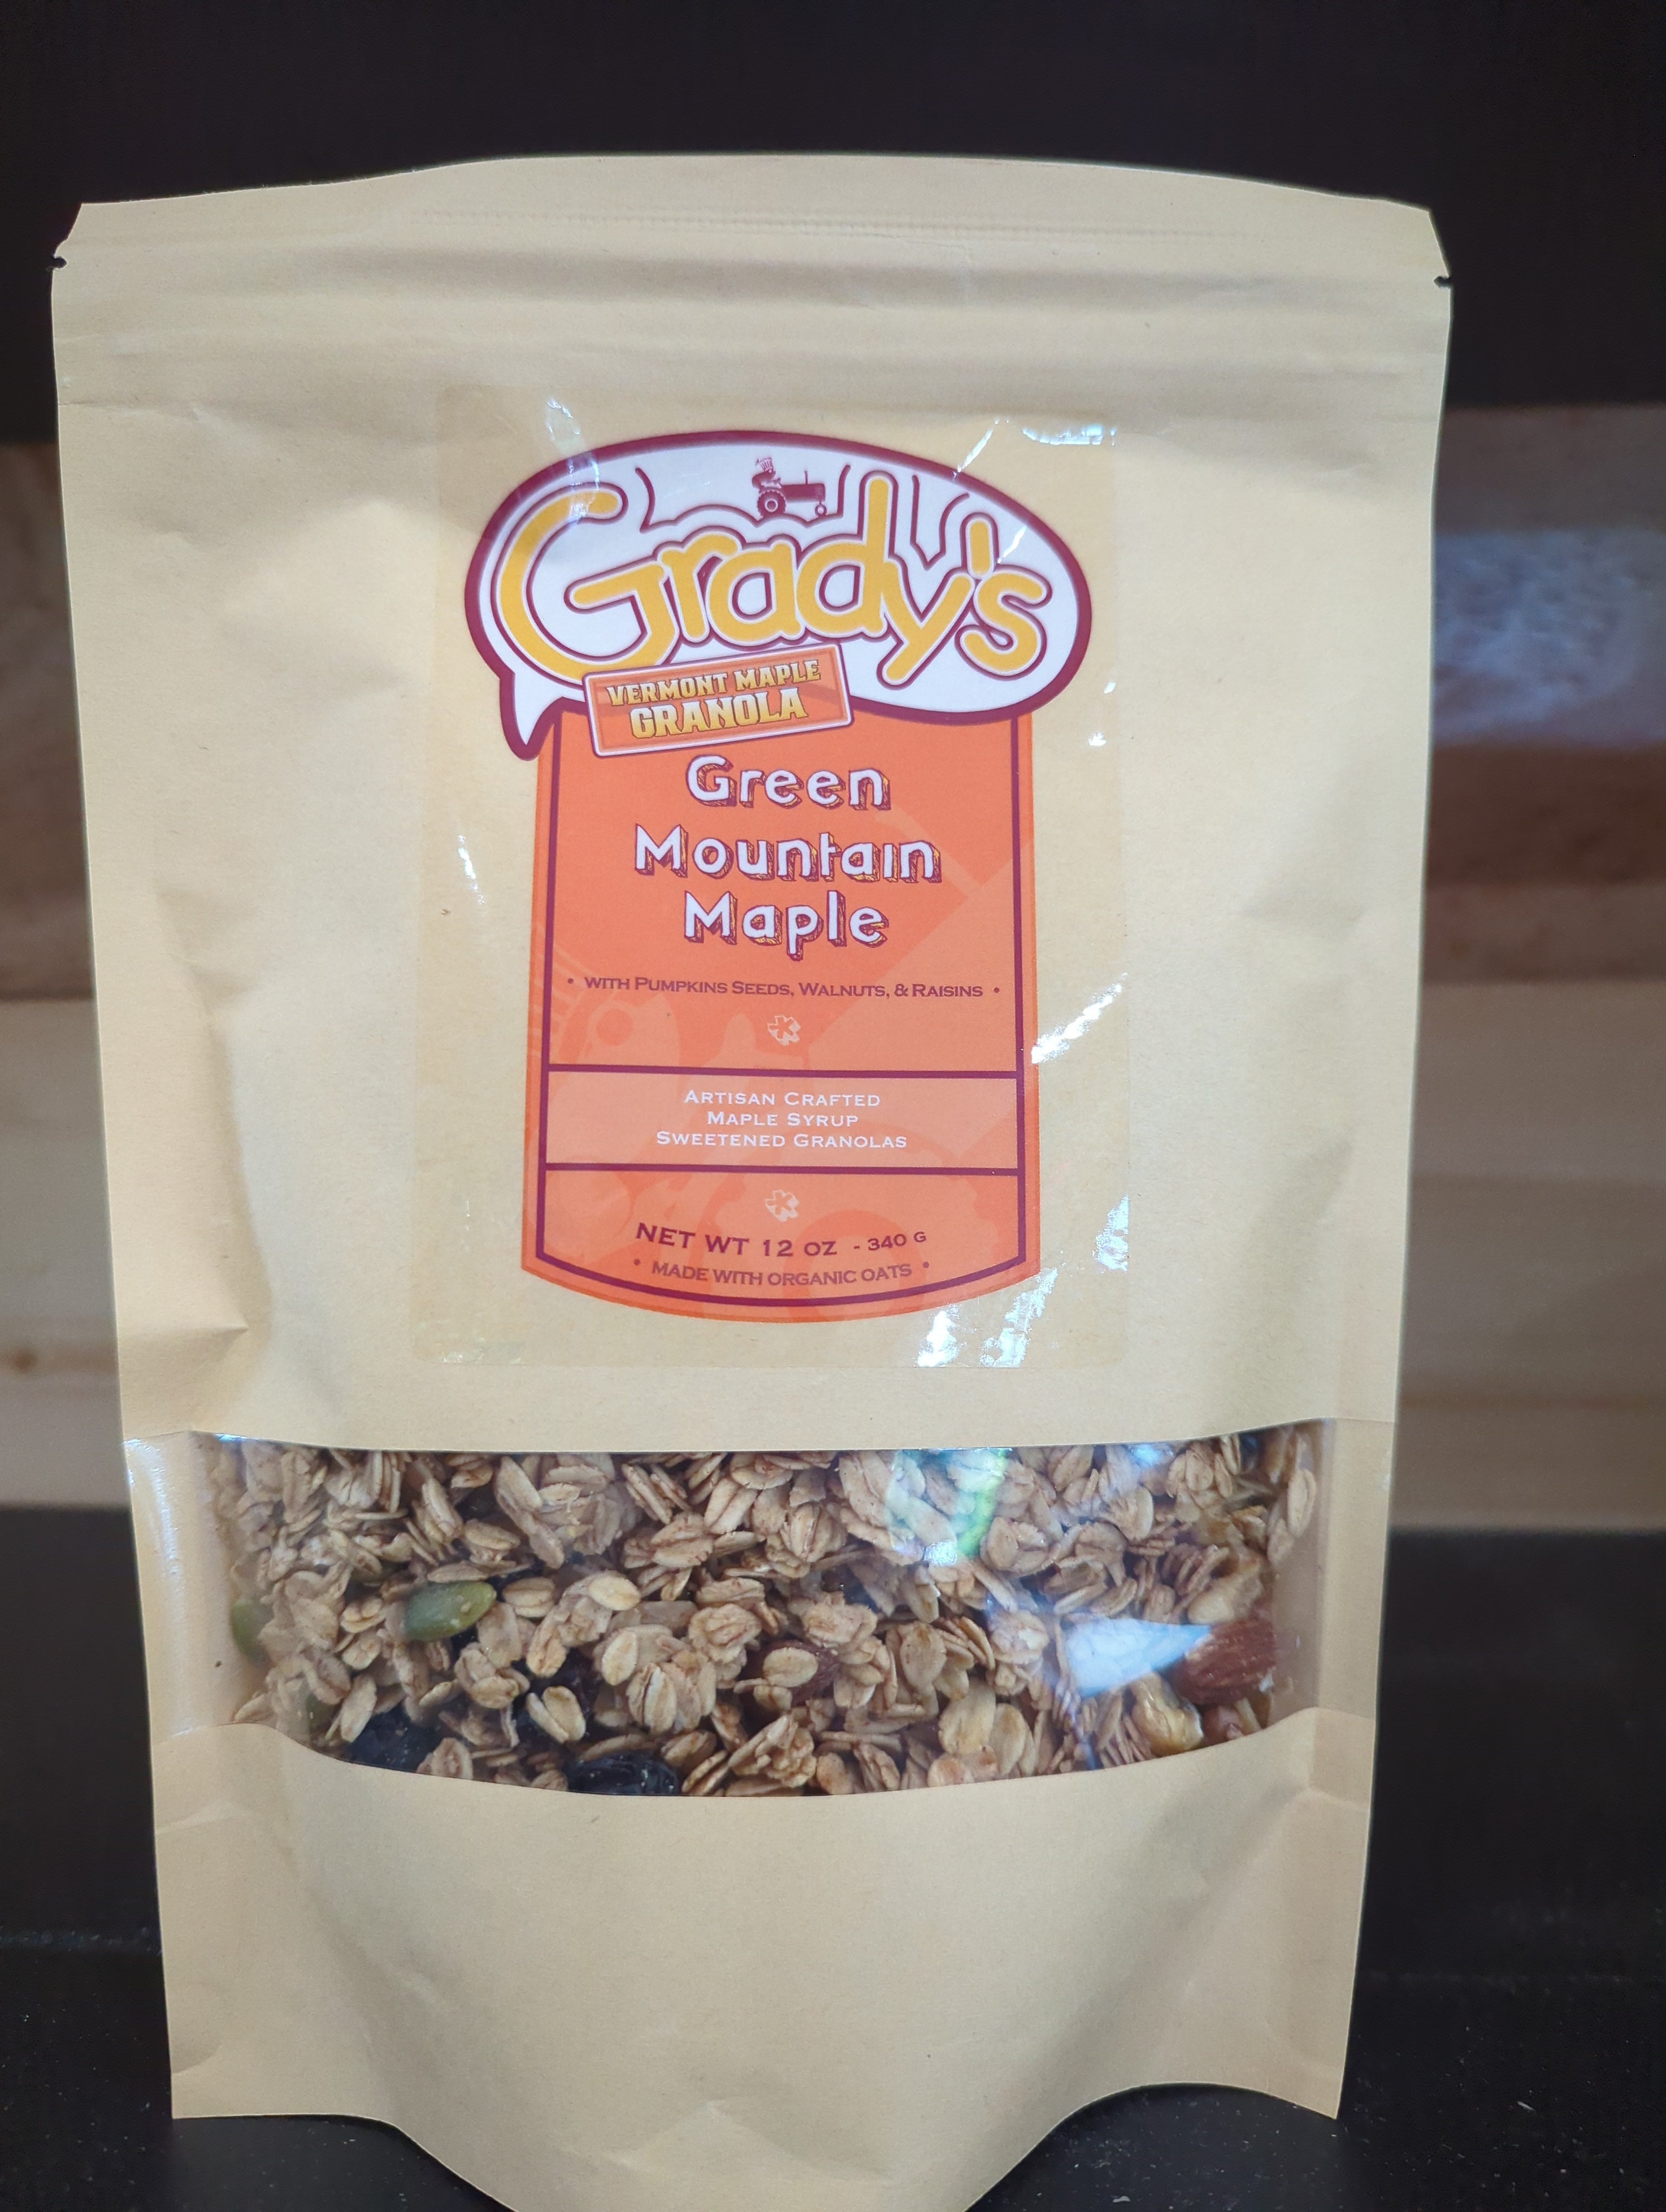 Grady's
VERMONT MAPLE
GRANOLA
Green
Mountain
Maple
• WITH PUMPKINS SEEDS, WALNUTS, & RAISINS •
ARTISAN CRAFTED
MAPLE SYRUP
SWEETENED GRANOLAS
NET WT 12 OZ - 340 G
• MADE WITH ORGANIC OATS •